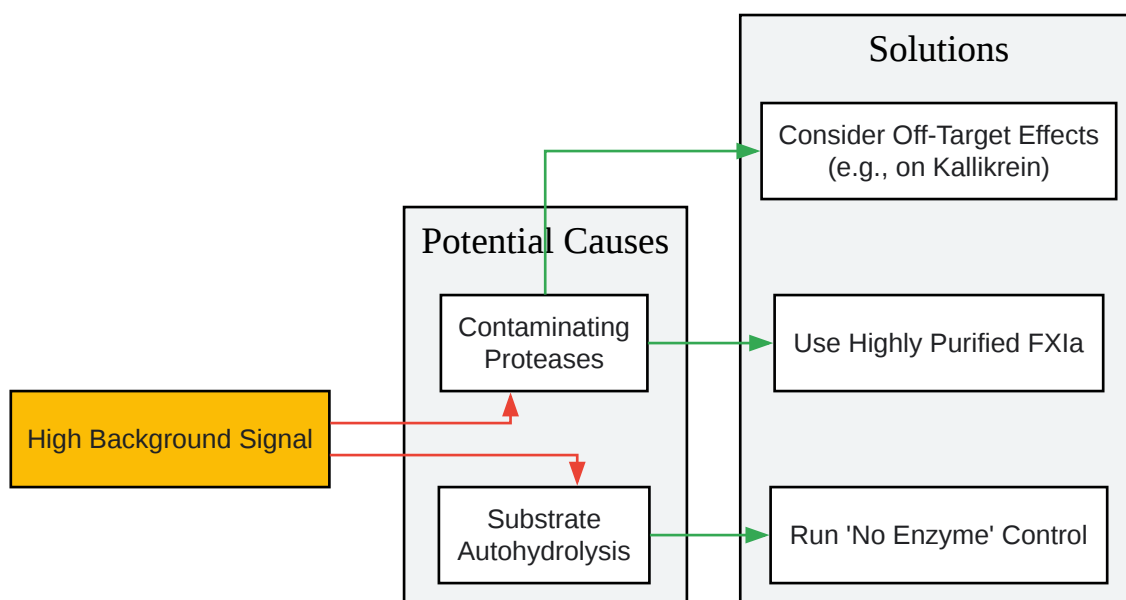 Solutions
Consider Off-Target Effects
(e.g., on Kallikrein)
Potential Causes
Contaminating
Proteases
Use Highly Purified FXIa
High Background Signal
Substrate
Autohydrolysis
Run 'No Enzyme' Control